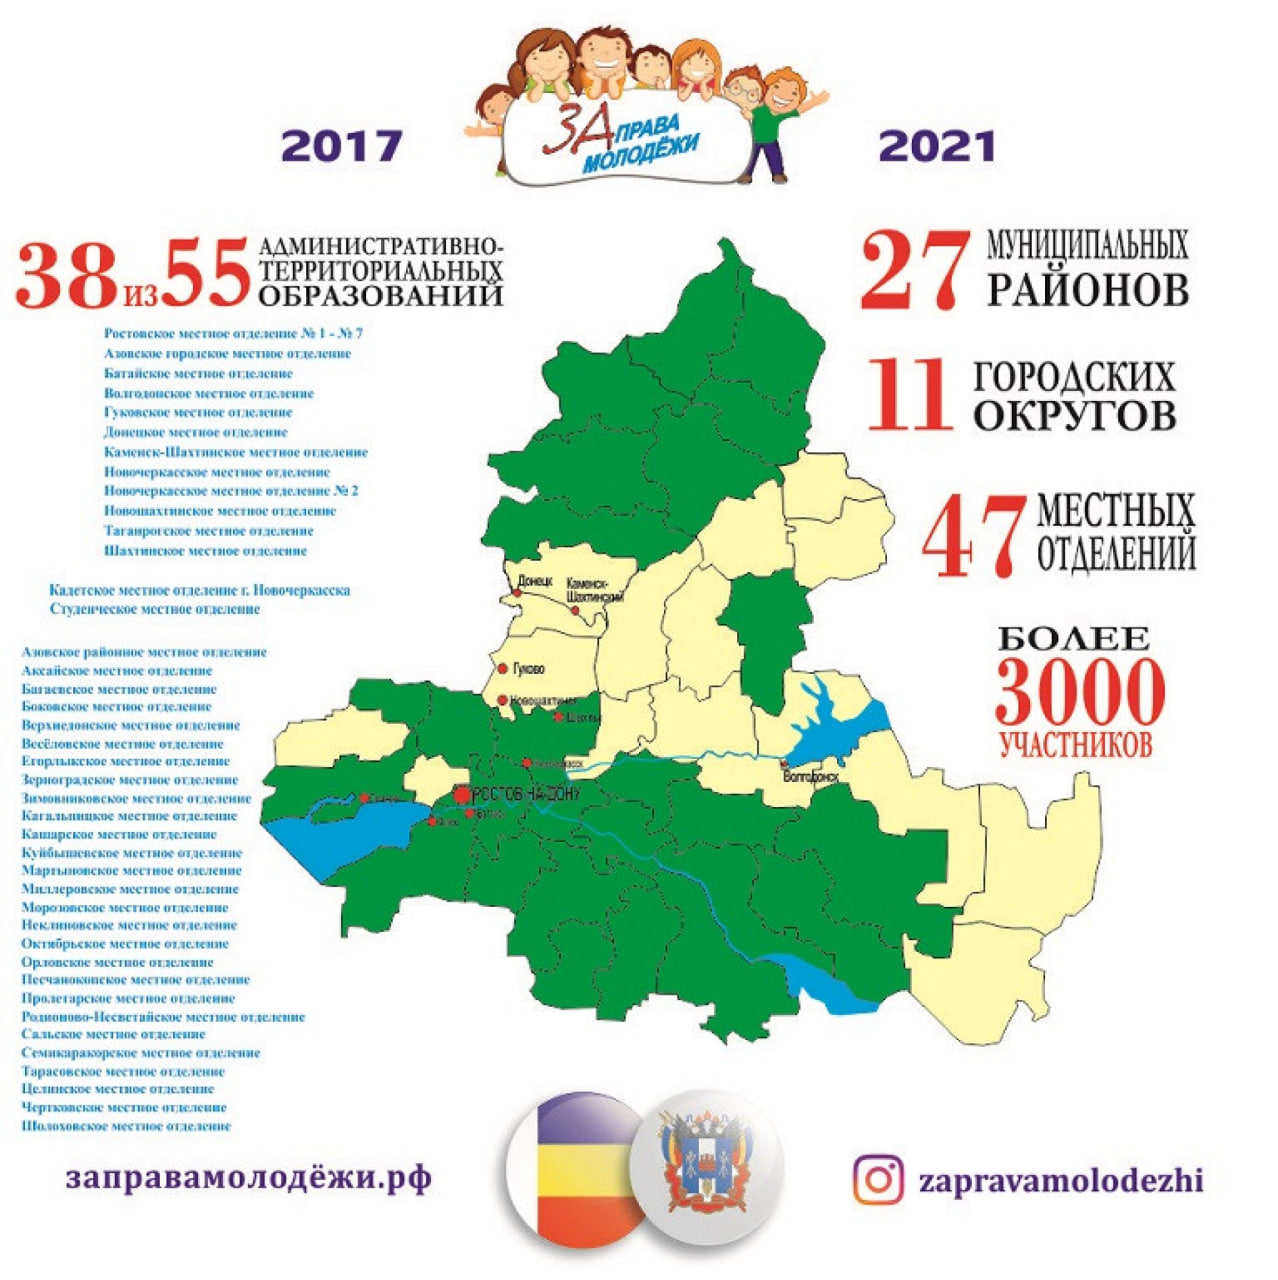 2017
ЗА ПРАВА
МОЛОДЁЖИ
2021
38 из 55
АДМИНИСТРАТИВНО-
ТЕРРИТОРИАЛЬНЫХ
ОБРАЗОВАНИЙ
Ростовское местное отделение № 1 - № 7
Азовское городское местное отделение
Батайское местное отделение
Волгодонское местное отделение
Гуковское местное отделение
Донецкое местное отделение
Каменск-Шахтинское местное отделение
Новочеркасское местное отделение
Новочеркасское местное отделение № 2
Новошахтинское местное отделение
Таганрогское местное отделение
Шахтинское местное отделение
Кадетское местное отделение г. Новочеркасска
Студенческое местное отделение
Азовское районное местное отделение
Аксайское местное отделение
Багаевское местное отделение
Боковское местное отделение
Верхнедонское местное отделение
Весёловское местное отделение
Егорлыкское местное отделение
Зерноградское местное отделение
Зимовниковское местное отделение
Кагальницкое местное отделение
Кашарское местное отделение
Куйбышевское местное отделение
Мартыновское местное отделение
Миллеровское местное отделение
Морозовское местное отделение
Неклиновское местное отделение
Октябрьское местное отделение
Орловское местное отделение
Песчанокопское местное отделение
Пролетарское местное отделение
Родионово-Несветайское местное отделение
Сальское местное отделение
Семикаракорское местное отделение
Тарасовское местное отделение
Целинское местное отделение
Чертковское местное отделение
Шолоховское местное отделение
27 МУНИЦИПАЛЬНЫХ
РАЙОНОВ
11 ГОРОДСКИХ
ОКРУГОВ
47 МЕСТНЫХ
ОТДЕЛЕНИЙ
БОЛЕЕ
3000
УЧАСТНИКОВ
Донецк
Каменск-
Шахтинский
Гуково
Новошахтинск
Шахты
Волгодонск
РОСТОВ-НА-ДОНУ
заправамолодёжи.рф
zapravamolodezhi